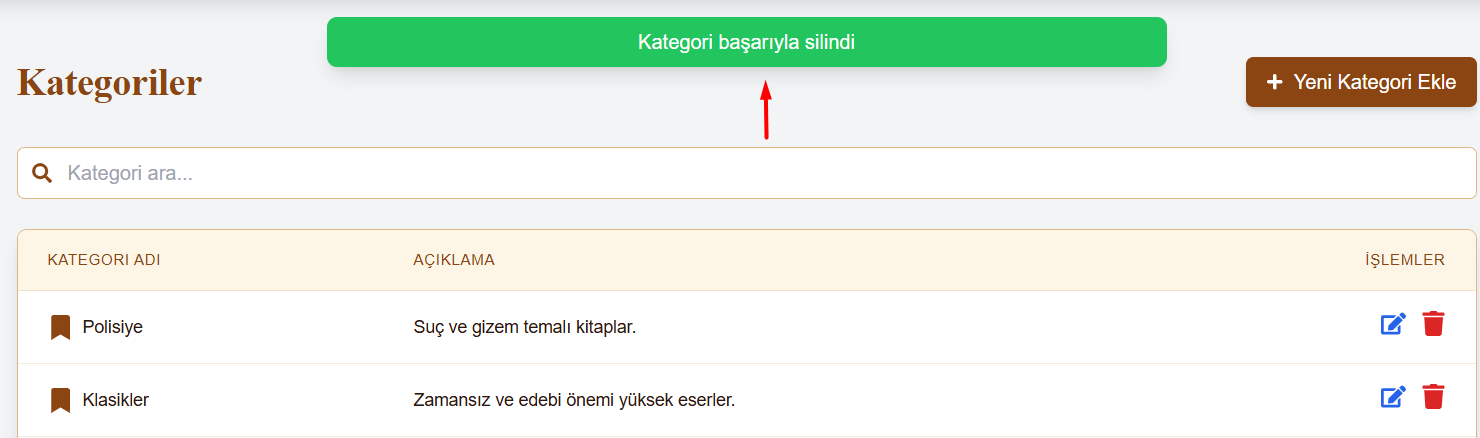 Kategori başarıyla silindi
Kategoriler
Yeni Kategori Ekle
Kategori ara...
KATEGORI ADI AÇIKLAMA İŞLEMLER
Polisiye Suç ve gizem temalı kitaplar.
Klasikler Zamansız ve edebi önemi yüksek eserler.